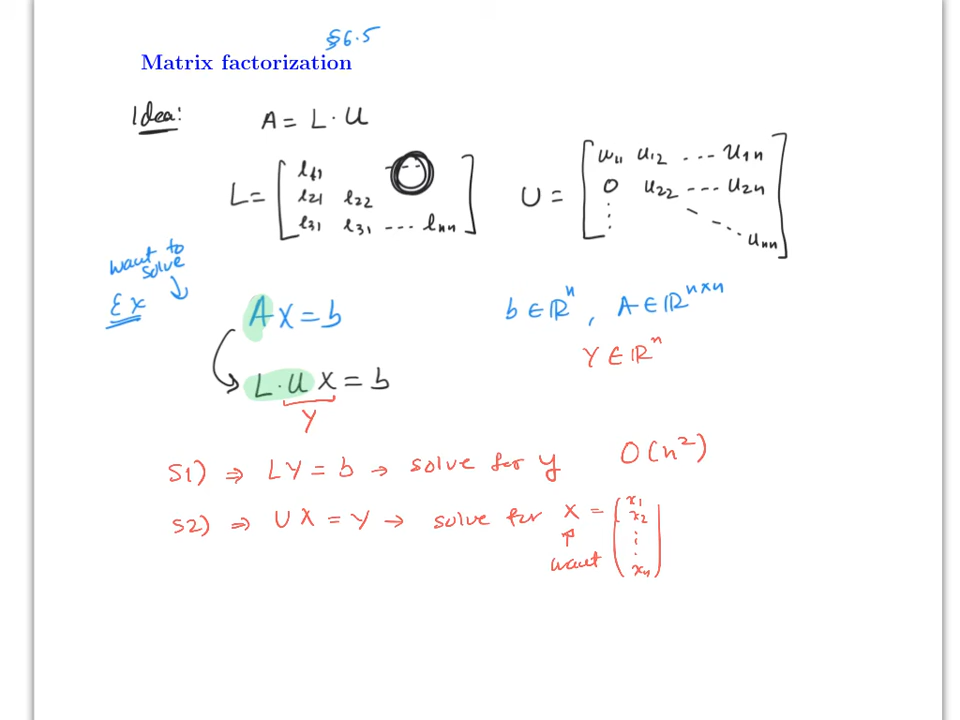 §6.5
Matrix factorization
Idea: A = L · U
L = [ l11 ... 0
l21 l22
l31 l31 ... lnn ]
U = [ u11 u12 ... u1n
0 u22 ... u2n
⋮ ⋱ ... unn ]
want to solve ↓
Ex
AX = b
b ∈ ℝⁿ, A ∈ ℝⁿˣⁿ
Y ∈ ℝⁿ
L · U X = b
Y
S1) ⇒ LY = b → solve for y O(n²)
S2) ⇒ UX = Y → solve for X = ( x1 x2 ⋮ xn )
↑
want